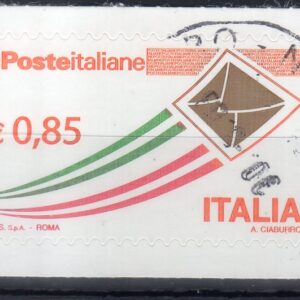 Posteitaliane
€ 0,85
ITALIA
S. S.p.A. - ROMA
A. CIABURRO